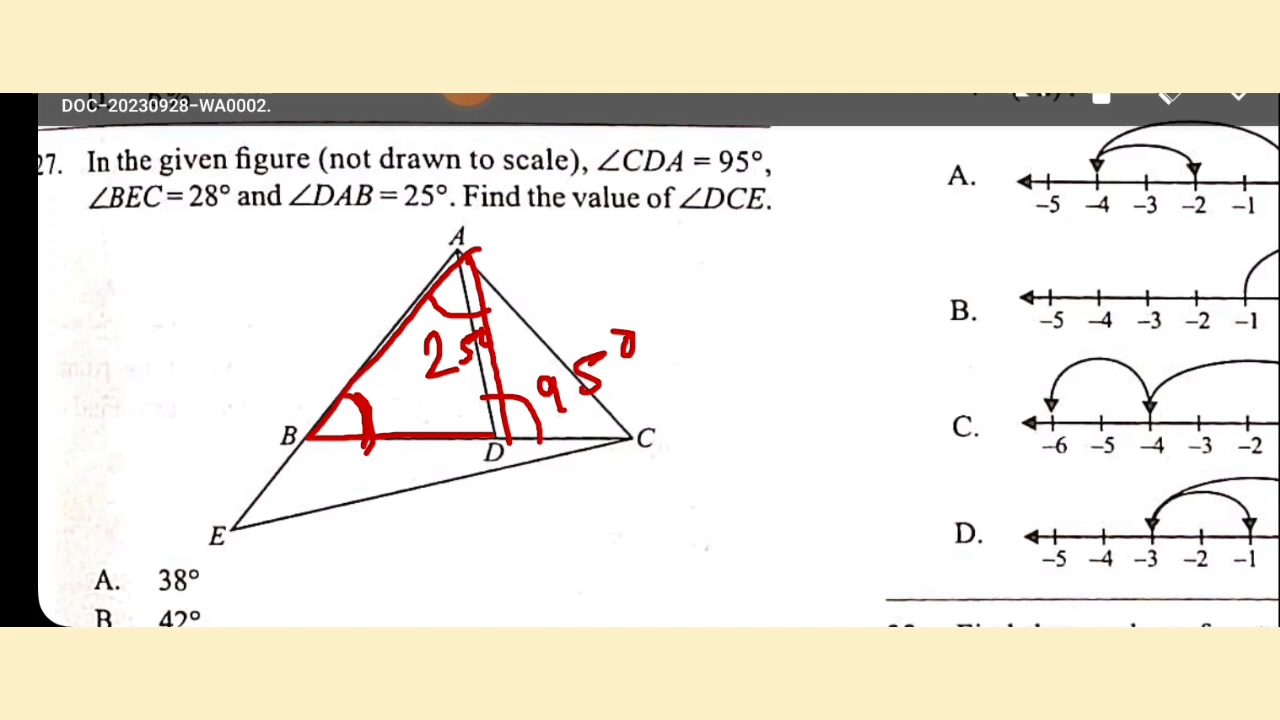 DOC-20230928-WA0002.
27. In the given figure (not drawn to scale), ∠CDA = 95°,
∠BEC = 28° and ∠DAB = 25°. Find the value of ∠DCE.
A
25°
95°
B
D
C
E
A. 38°
B 42°
A.
-5 -4 -3 -2 -1
B.
-5 -4 -3 -2 -1
C.
-6 -5 -4 -3 -2
D.
-5 -4 -3 -2 -1